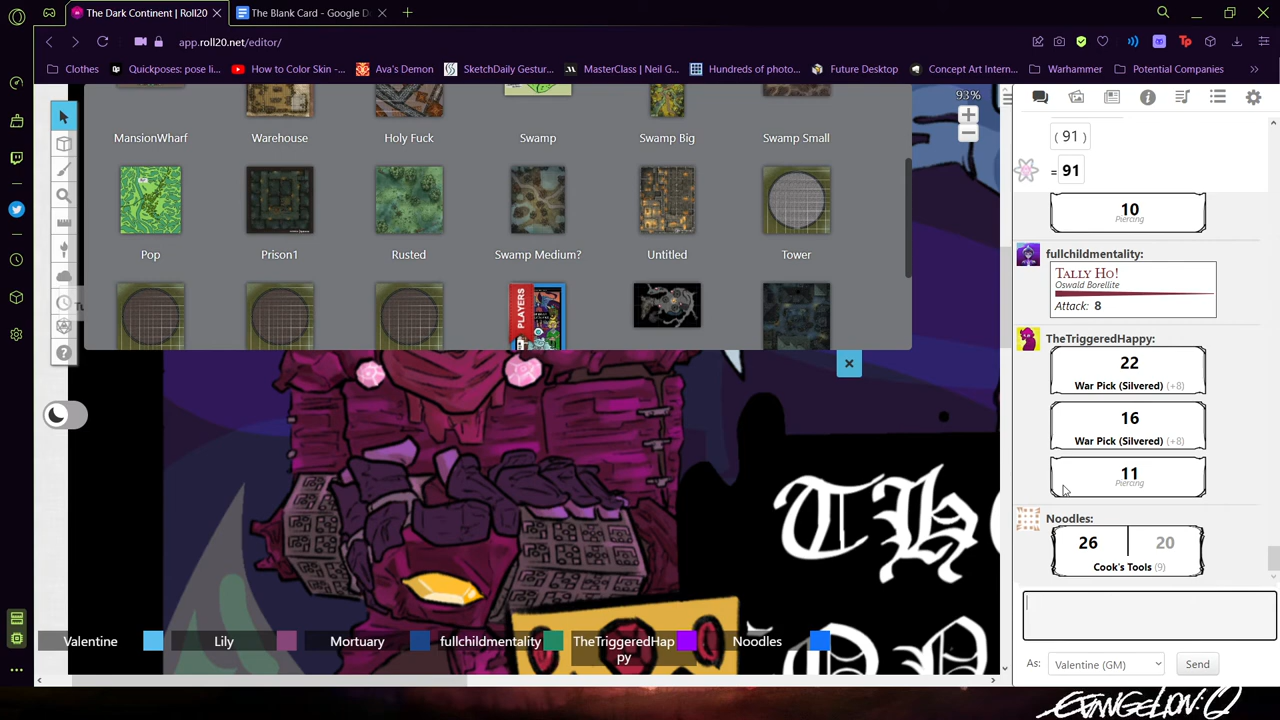 The Dark Continent | Roll20
The Blank Card - Google D
app.roll20.net/editor/
Clothes
Quickposes: pose li...
How to Color Skin -...
Ava's Demon
SketchDaily Gestur...
MasterClass | Neil G...
Hundreds of photo...
Future Desktop
Concept Art Intern...
Warhammer
Potential Companies
93%
MansionWharf
Warehouse
Holy Fuck
Swamp
Swamp Big
Swamp Small
Pop
Prison1
Rusted
Swamp Medium?
Untitled
Tower
PLAYERS
( 91 )
= 91
10
Piercing
fullchildmentality:
Tally Ho!
Oswald Borellite
Attack: 8
TheTriggeredHappy:
22
War Pick (Silvered) (+8)
16
War Pick (Silvered) (+8)
11
Piercing
Noodles:
26 20
Cook's Tools (9)
Valentine
Lily
Mortuary
fullchildmentality
TheTriggeredHap
py
Noodles
As: Valentine (GM) Send